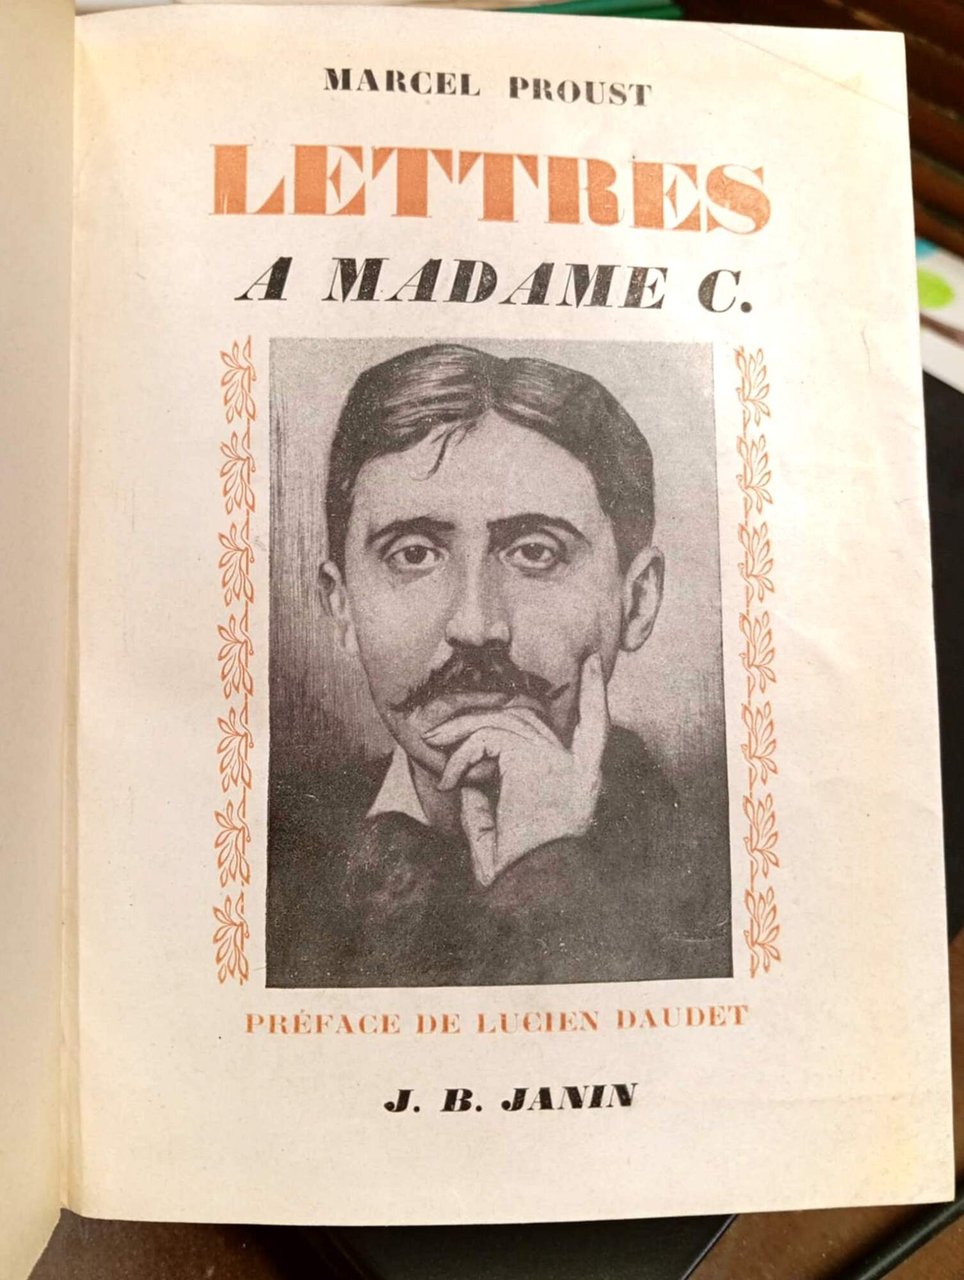 MARCEL PROUST
LETTRES
A MADAME C.
PRÉFACE DE LUCIEN DAUDET
J. B. JANIN